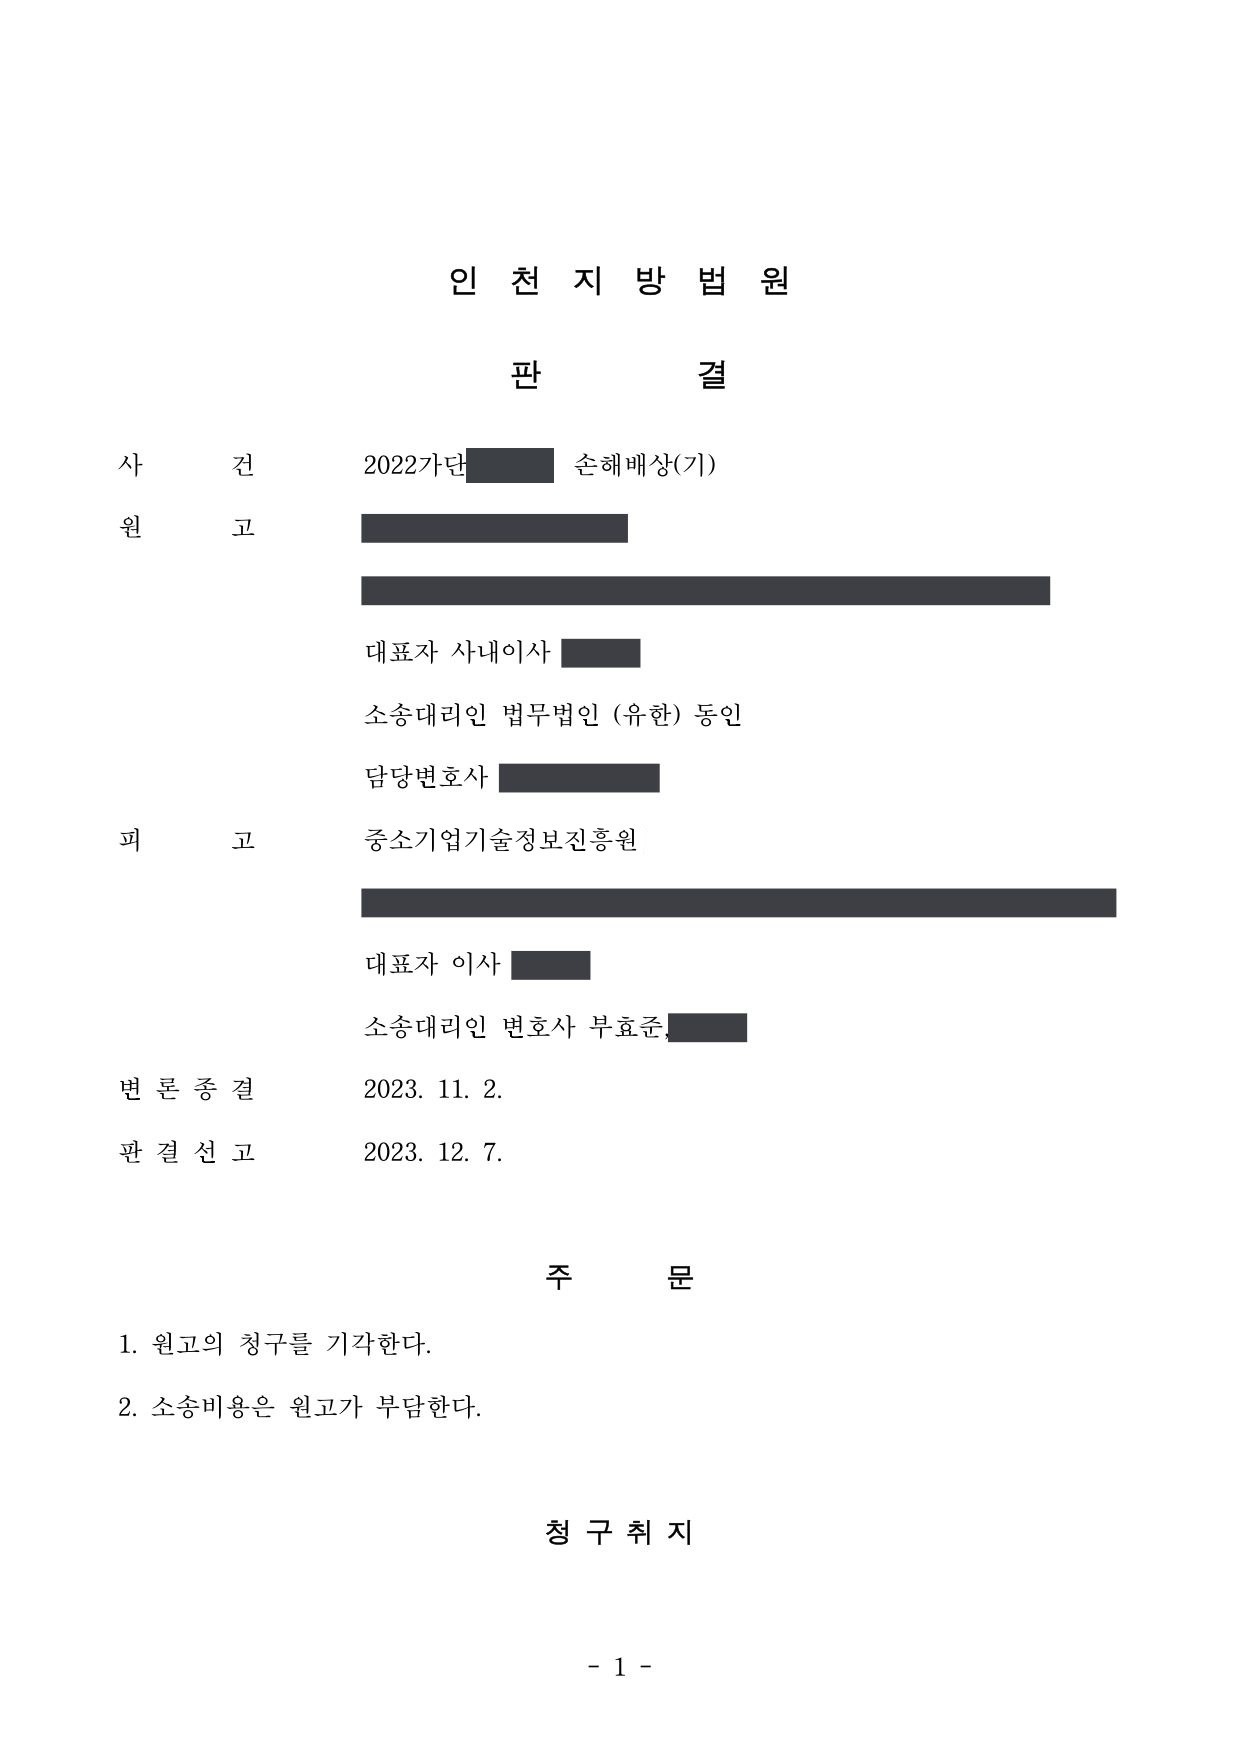 인 천 지 방 법 원
판 결
사 건 2022가단 손해배상(기)
원 고
대표자 사내이사
소송대리인 법무법인 (유한) 동인
담당변호사
피 고 중소기업기술정보진흥원
대표자 이사
소송대리인 변호사 부효준,
변 론 종 결 2023. 11. 2.
판 결 선 고 2023. 12. 7.
주 문
1. 원고의 청구를 기각한다.
2. 소송비용은 원고가 부담한다.
청 구 취 지
- 1 -